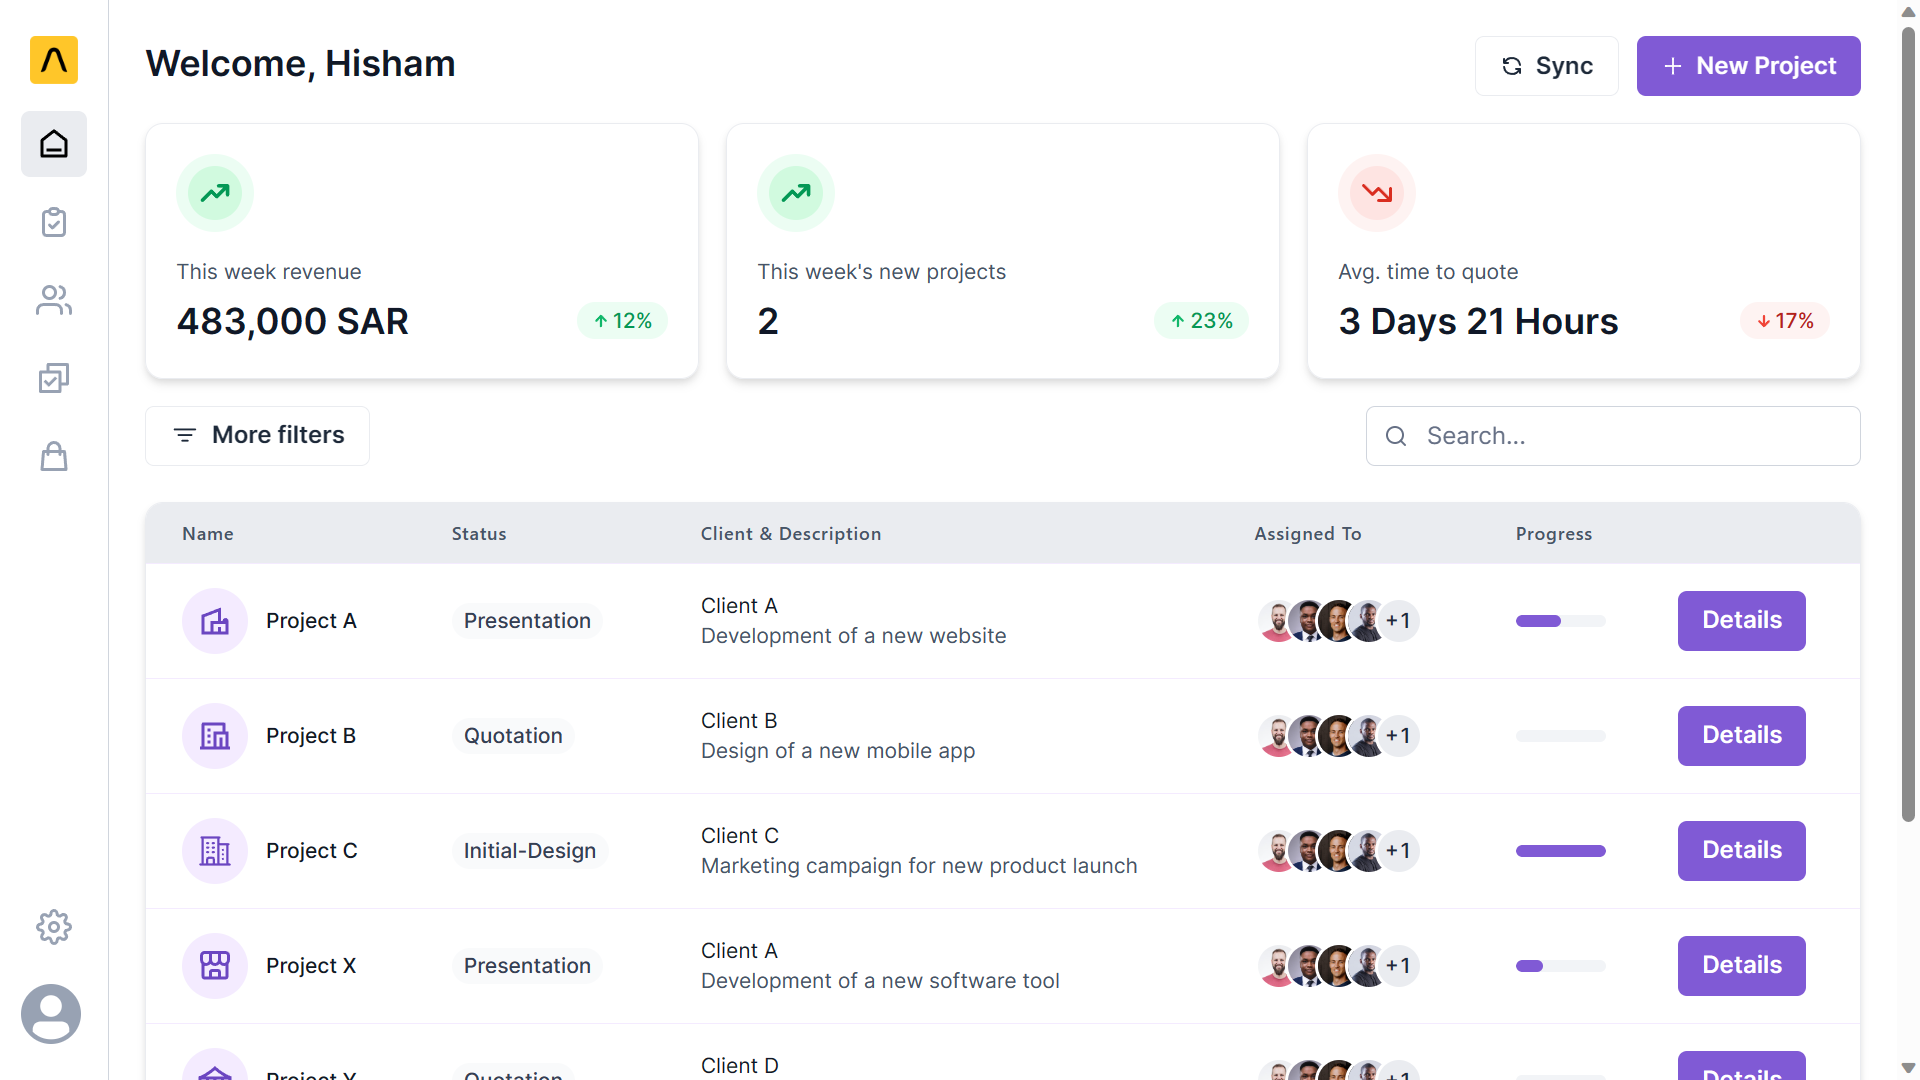 Welcome, Hisham
Sync
New Project
This week revenue
483,000 SAR
12%
This week's new projects
2
23%
Avg. time to quote
3 Days 21 Hours
17%
More filters
Search...
Name Status Client & Description Assigned To Progress
Project A Presentation Client A
Development of a new website
+1 Details
Project B Quotation Client B
Design of a new mobile app
+1 Details
Project C Initial-Design Client C
Marketing campaign for new product launch
+1 Details
Project X Presentation Client A
Development of a new software tool
+1 Details
Client D
Project Y Quotation +1 Details